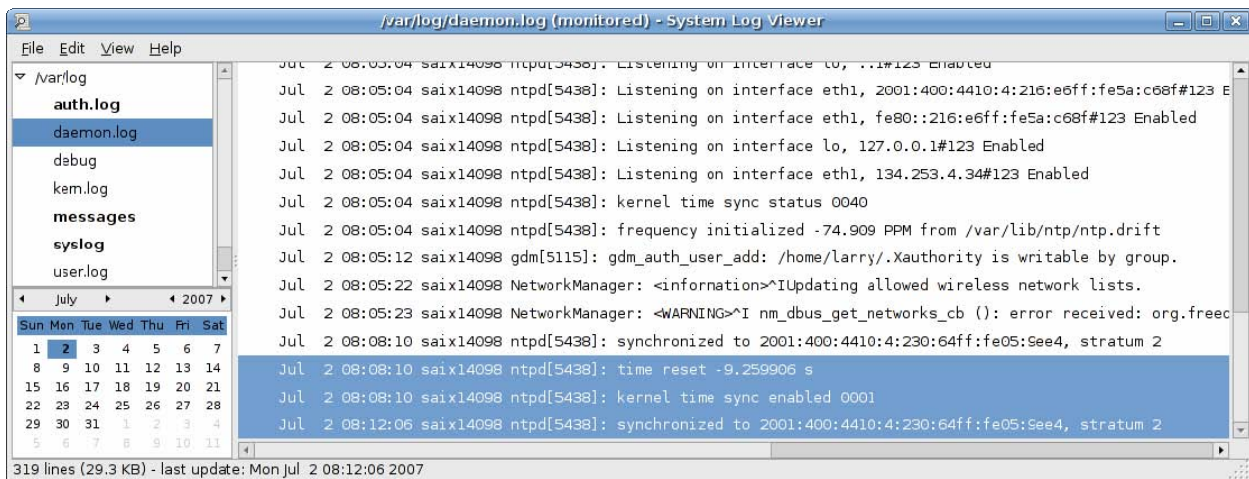 /var/log/daemon.log (monitored) - System Log Viewer
File Edit View Help
/var/log
auth.log
daemon.log
debug
kern.log
messages
syslog
user.log
July 2007
Sun Mon Tue Wed Thu Fri Sat
1 2 3 4 5 6 7
8 9 10 11 12 13 14
15 16 17 18 19 20 21
22 23 24 25 26 27 28
29 30 31 1 2 3 4
5 6 7 8 9 10 11
Jul 2 08:05:04 saix14098 ntpd[5438]: Listening on interface lo, ::1#123 Enabled
Jul 2 08:05:04 saix14098 ntpd[5438]: Listening on interface eth1, 2001:400:4410:4:216:e6ff:fe5a:c68f#123 E
Jul 2 08:05:04 saix14098 ntpd[5438]: Listening on interface eth1, fe80::216:e6ff:fe5a:c68f#123 Enabled
Jul 2 08:05:04 saix14098 ntpd[5438]: Listening on interface lo, 127.0.0.1#123 Enabled
Jul 2 08:05:04 saix14098 ntpd[5438]: Listening on interface eth1, 134.253.4.34#123 Enabled
Jul 2 08:05:04 saix14098 ntpd[5438]: kernel time sync status 0040
Jul 2 08:05:04 saix14098 ntpd[5438]: frequency initialized -74.909 PPM from /var/lib/ntp/ntp.drift
Jul 2 08:05:12 saix14098 gdm[5115]: gdm_auth_user_add: /home/larry/.Xauthority is writable by group.
Jul 2 08:05:22 saix14098 NetworkManager: <information>^IUpdating allowed wireless network lists.
Jul 2 08:05:23 saix14098 NetworkManager: <WARNING>^I nm_dbus_get_networks_cb (): error received: org.freed
Jul 2 08:08:10 saix14098 ntpd[5438]: synchronized to 2001:400:4410:4:230:64ff:fe05:9ee4, stratum 2
Jul 2 08:08:10 saix14098 ntpd[5438]: time reset -9.259906 s
Jul 2 08:08:10 saix14098 ntpd[5438]: kernel time sync enabled 0001
Jul 2 08:12:06 saix14098 ntpd[5438]: synchronized to 2001:400:4410:4:230:64ff:fe05:9ee4, stratum 2
319 lines (29.3 KB) - last update: Mon Jul 2 08:12:06 2007